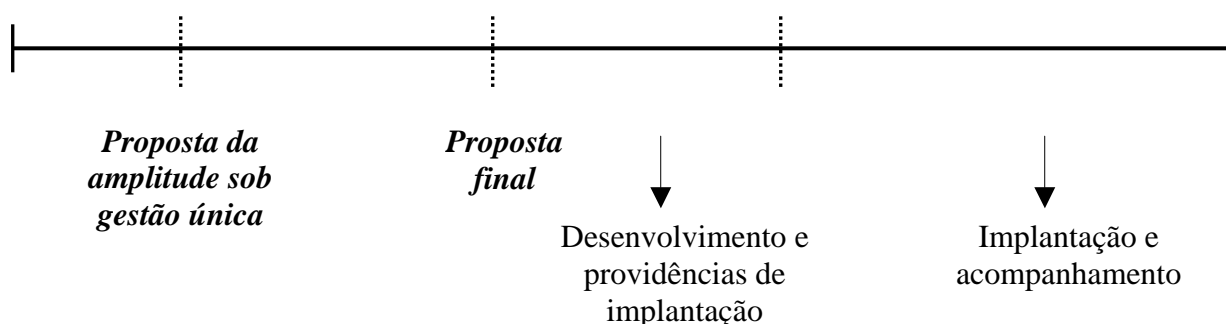 Proposta da
amplitude sob
gestão única
Proposta
final
Desenvolvimento e
providências de
implantação
Implantação e
acompanhamento